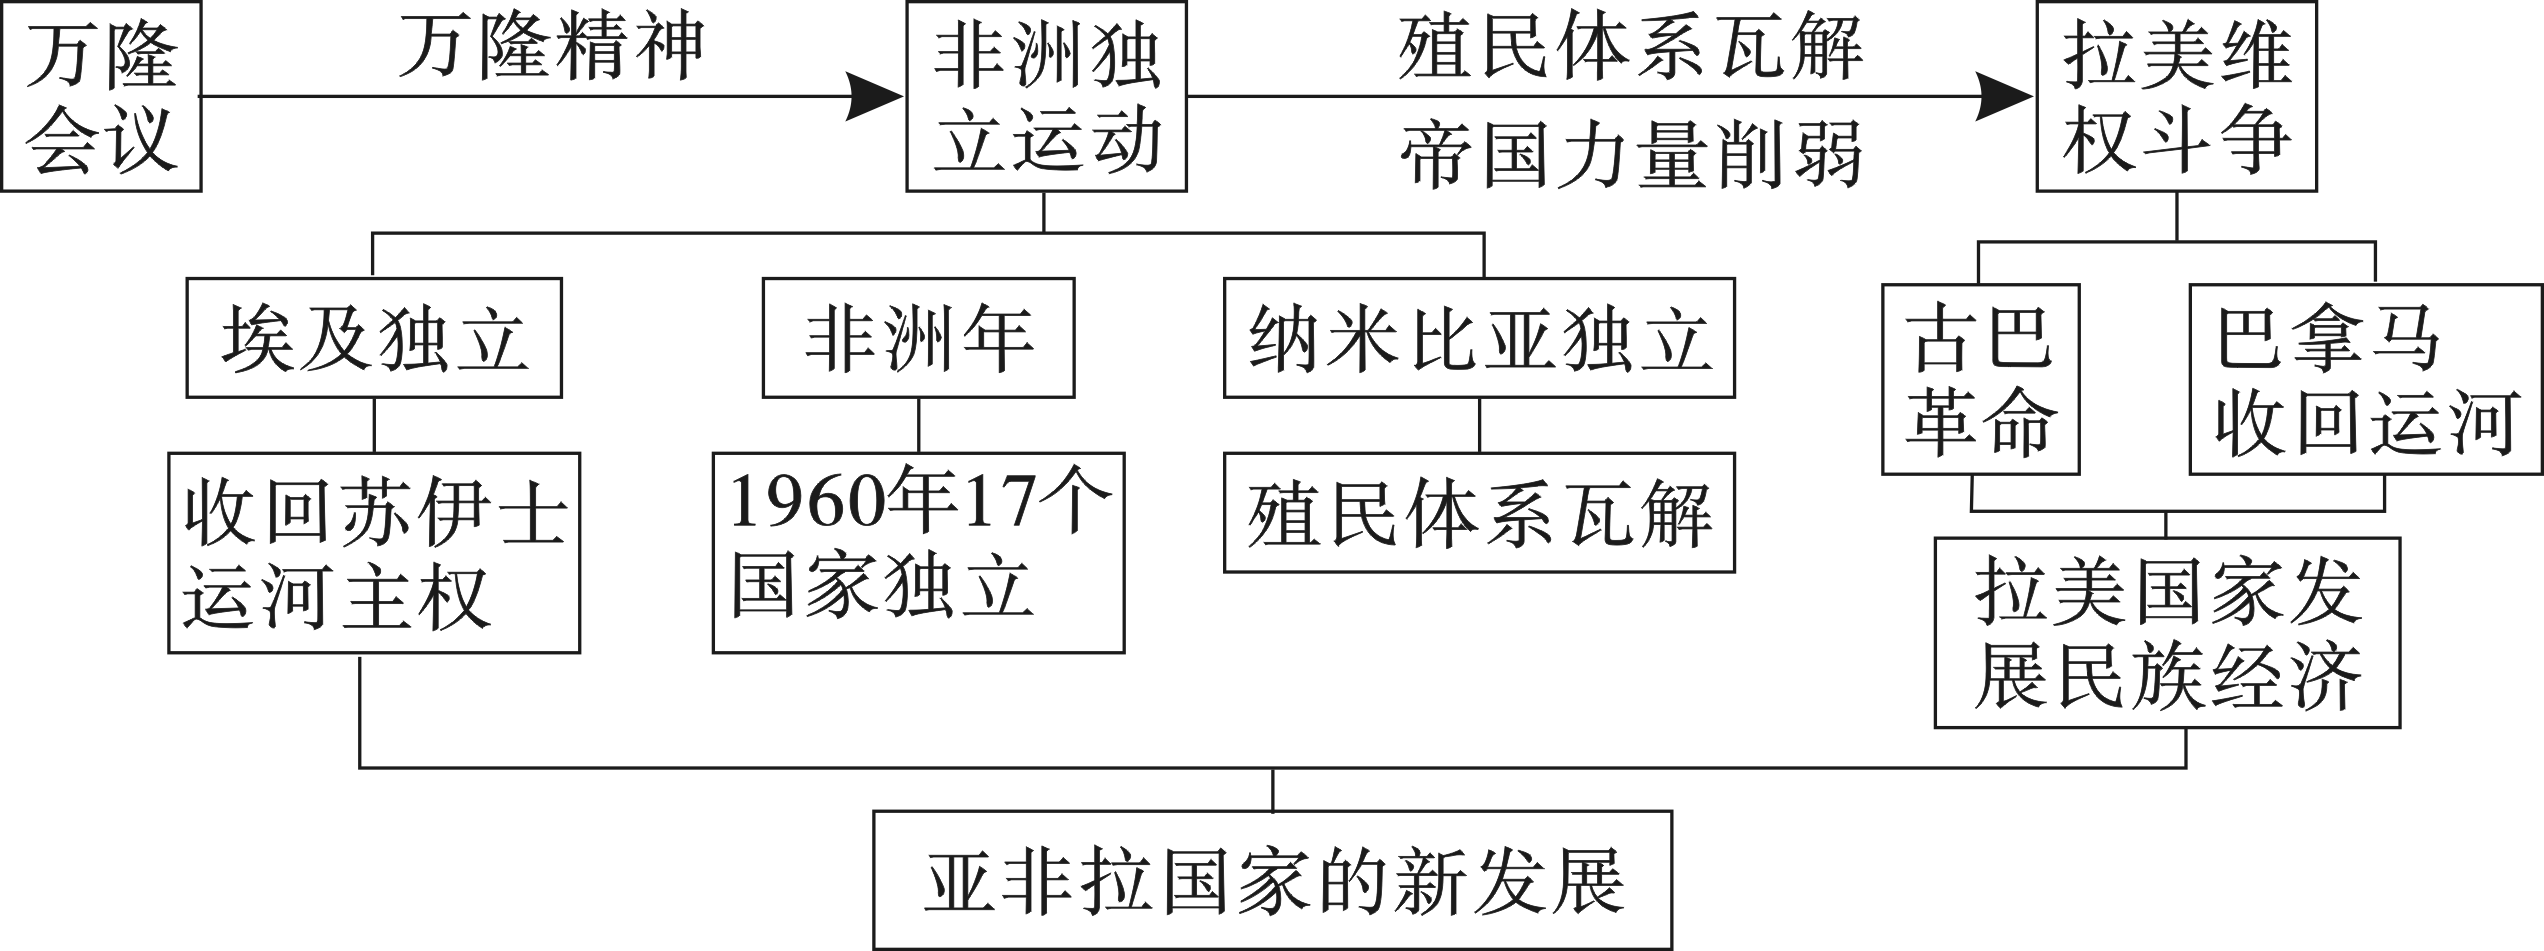 万隆
会议
万隆精神
非洲独
立运动
殖民体系瓦解
帝国力量削弱
拉美维
权斗争
埃及独立
非洲年
纳米比亚独立
古巴
革命
巴拿马
收回运河
收回苏伊士
运河主权
1960年17个
国家独立
殖民体系瓦解
拉美国家发
展民族经济
亚非拉国家的新发展